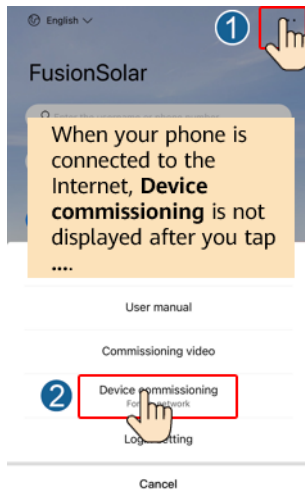 English
1
FusionSolar
When your phone is
connected to the
Internet, Device
commissioning is not
displayed after you tap
....
User manual
Commissioning video
Device commissioning
2
network
setting
Cancel